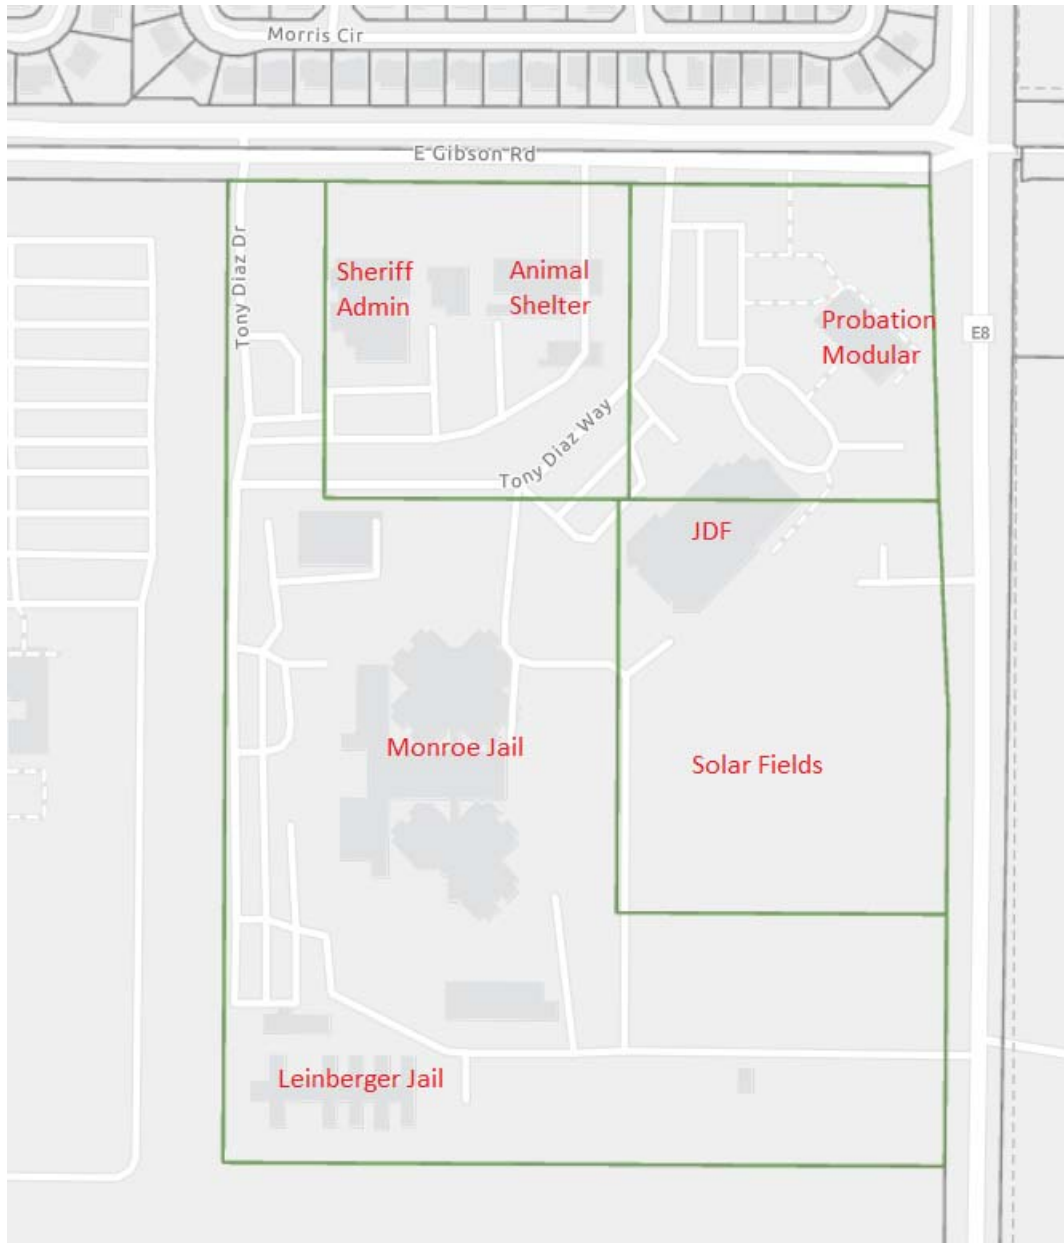 Morris Cir
E Gibson Rd
Tony Diaz Dr
Sheriff
Admin
Animal
Shelter
Probation
Modular
E8
Tony Diaz Way
JDF
Monroe Jail
Solar Fields
Leinberger Jail